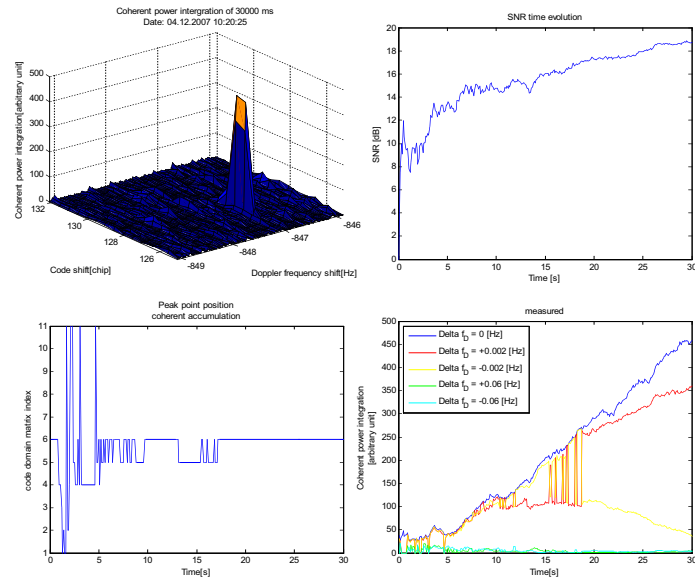 Coherent power intergration of 30000 ms
Date: 04.12.2007 10:20:25
Coherent power integration[arbitrary unit]
500
400
300
200
100
0
132
130
128
126
Code shift[chip]
-849
-848
-847
-846
Doppler frequency shift[Hz]
SNR time evolution
SNR [dB]
20
18
16
14
12
10
8
6
4
2
0
0 5 10 15 20 25 30
Time [s]
Peak point position
coherent accumulation
code domain matrix index
11
10
9
8
7
6
5
4
3
2
1
0 5 10 15 20 25 30
Time[s]
measured
Coherence power integration
[arbitrary unit]
500
450
400
350
300
250
200
150
100
50
0
Delta f_D = 0 [Hz]
Delta f_D = +0.002 [Hz]
Delta f_D = -0.002 [Hz]
Delta f_D = +0.06 [Hz]
Delta f_D = -0.06 [Hz]
0 5 10 15 20 25 30
Time[s]